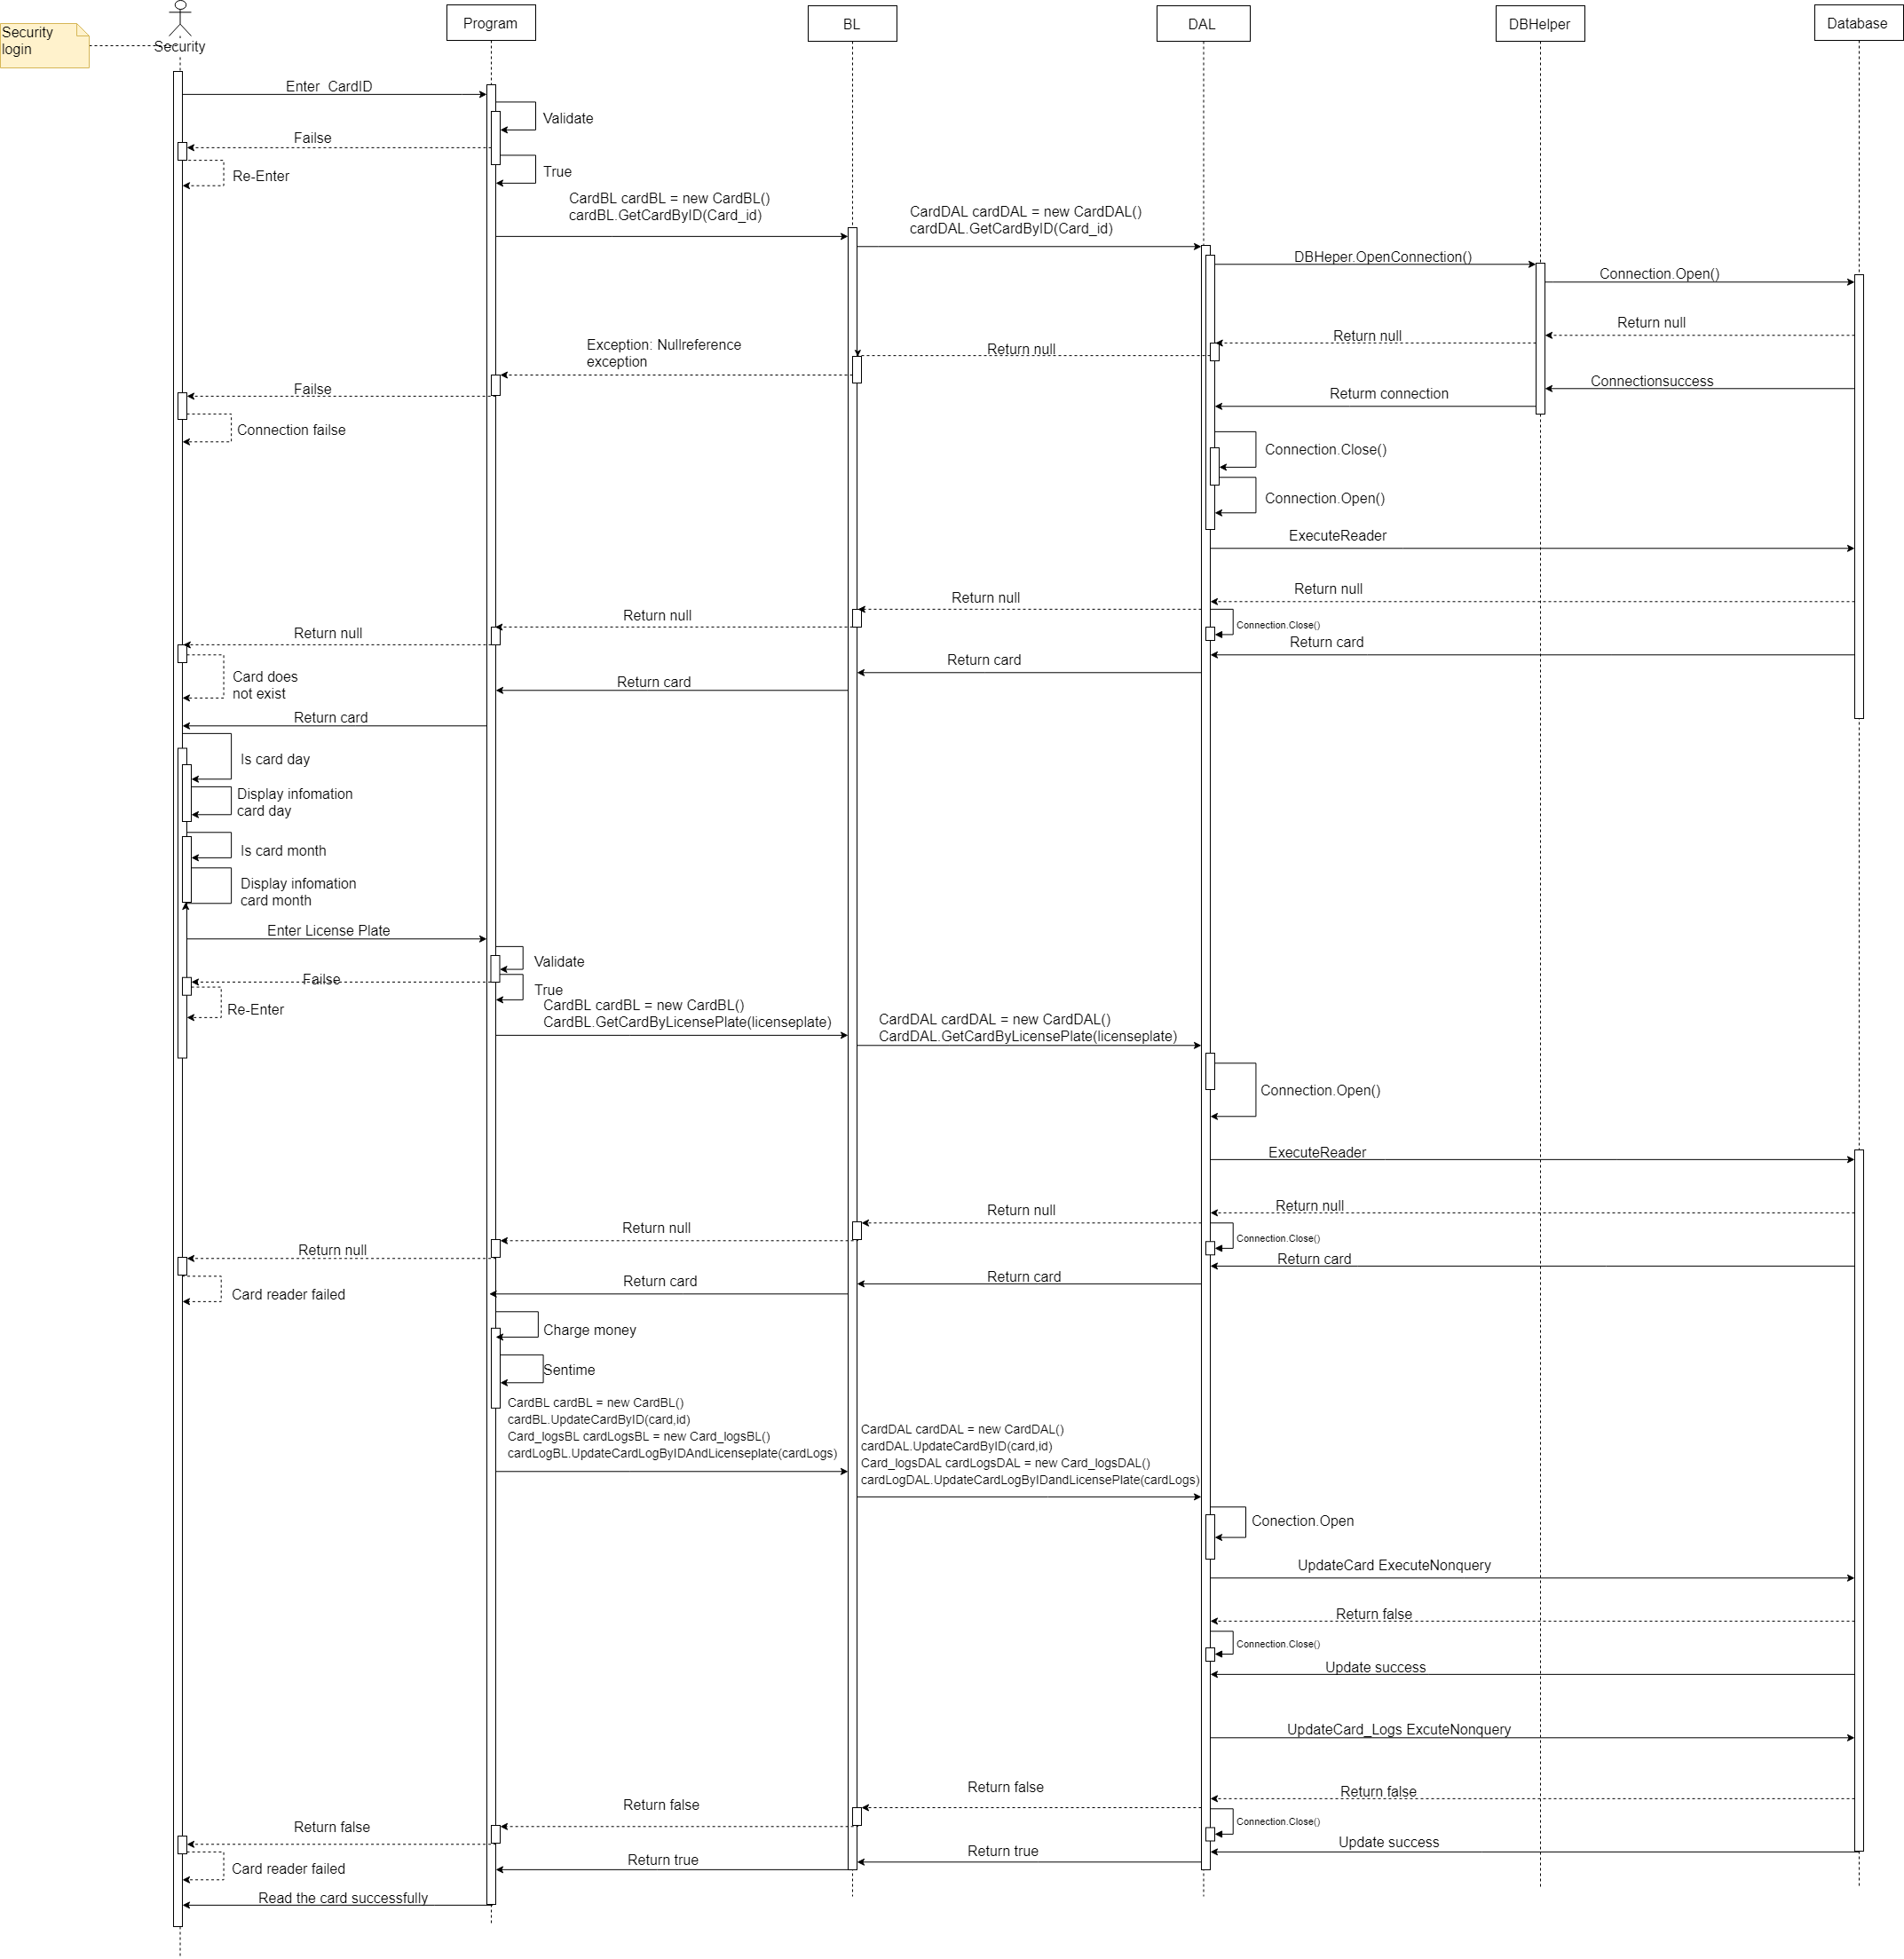 Security
login
Security
Program
BL
DAL
DBHelper
Database
Enter  CardID
Validate
Failse
True
Re-Enter
CardBL cardBL = new CardBL()
cardBL.GetCardByID(Card_id)
CardDAL cardDAL = new CardDAL()
cardDAL.GetCardByID(Card_id)
DBHeper.OpenConnection()
Connection.Open()
Return null
Return null
Return null
Exception: Nullreference
exception
Failse
Connectionsuccess
Returm connection
Connection failse
Connection.Close()
Connection.Open()
ExecuteReader
Return null
Return null
Return null
Return null
Connection.Close()
Return card
Return card
Card does
not exist
Return card
Return card
Is card day
Display infomation
card day
Is card month
Display infomation
card month
Enter License Plate
Validate
Failse
True
Re-Enter
CardBL cardBL = new CardBL()
CardBL.GetCardByLicensePlate(licenseplate)
CardDAL cardDAL = new CardDAL()
CardDAL.GetCardByLicensePlate(licenseplate)
Connection.Open()
ExecuteReader
Return null
Return null
Return null
Return null
Connection.Close()
Return card
Return card
Return card
Card reader failed
Charge money
Sentime
CardBL cardBL = new CardBL()
cardBL.UpdateCardByID(card,id)
Card_logsBL cardLogsBL = new Card_logsBL()
cardLogBL.UpdateCardLogByIDAndLicenseplate(cardLogs)
CardDAL cardDAL = new CardDAL()
cardDAL.UpdateCardByID(card,id)
Card_logsDAL cardLogsDAL = new Card_logsDAL()
cardLogDAL.UpdateCardLogByIDandLicensePlate(cardLogs)
Conection.Open
UpdateCard ExecuteNonquery
Return false
Connection.Close()
Update success
UpdateCard_Logs ExcuteNonquery
Return false
Return false
Return false
Return false
Connection.Close()
Update success
Return true
Return true
Card reader failed
Read the card successfully